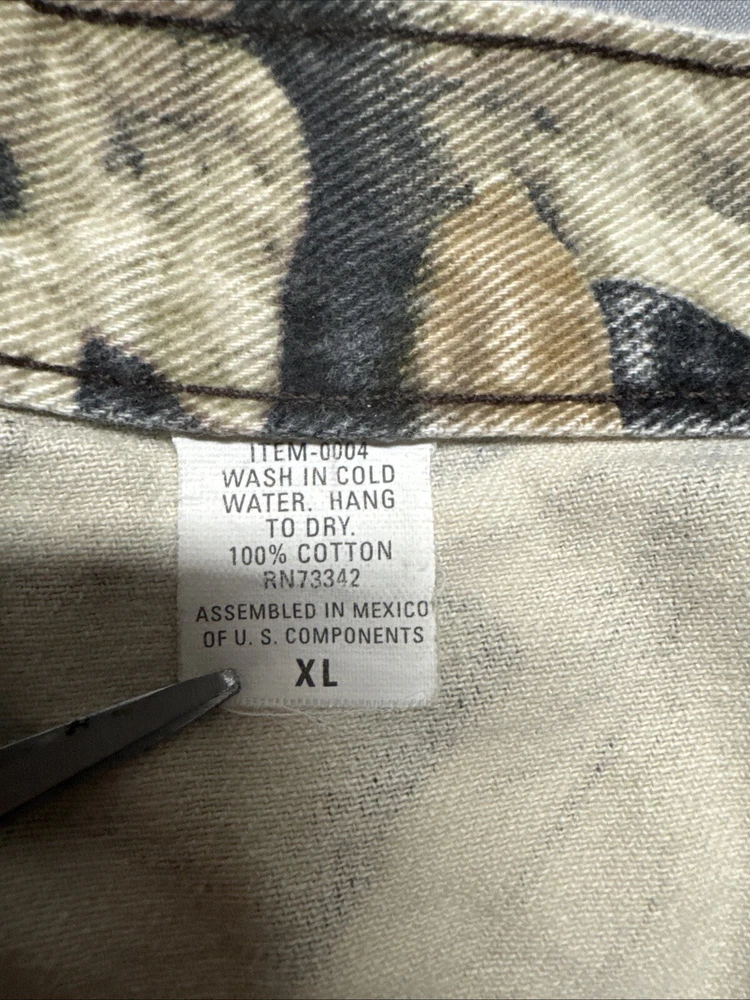 ITEM-0004
WASH IN COLD
WATER. HANG
TO DRY.
100% COTTON
RN73342
ASSEMBLED IN MEXICO
OF U. S. COMPONENTS
XL